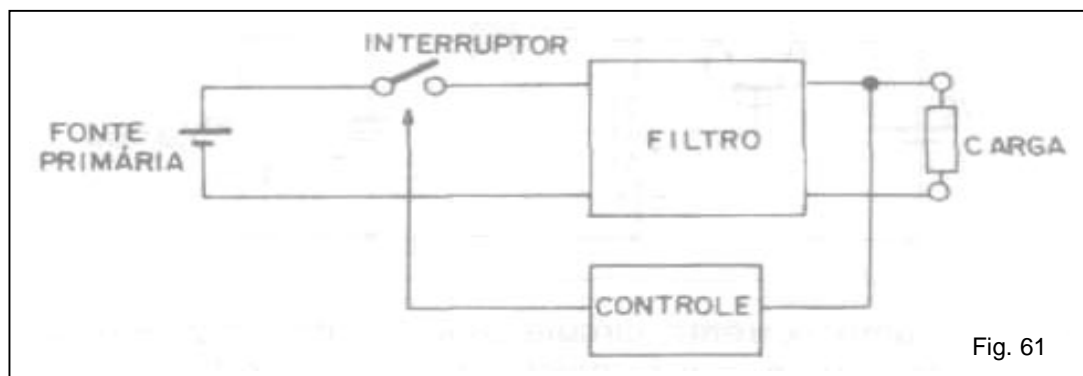 INTERRUPTOR
FONTE
PRIMÁRIA
FILTRO
CARGA
CONTROLE
Fig. 61